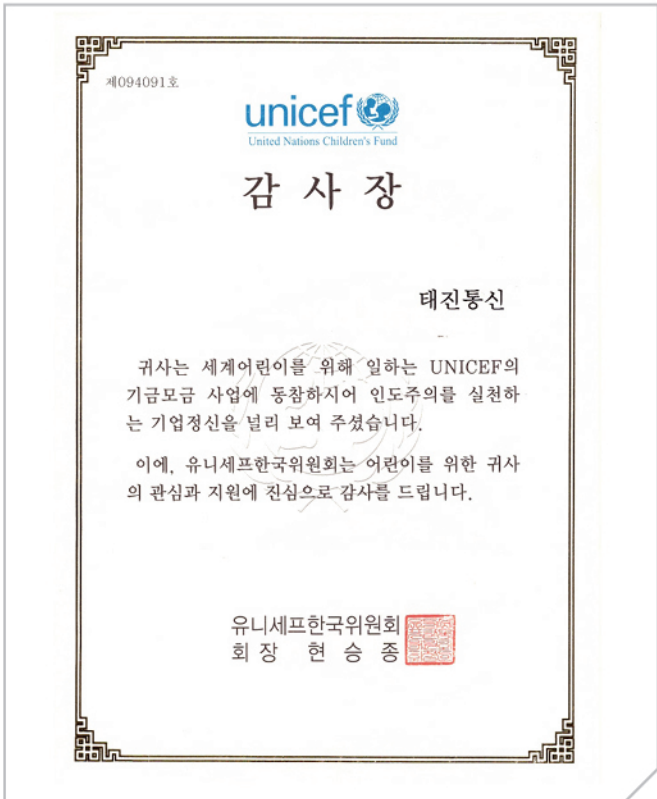 제094091호
unicef
United Nations Children's Fund
감사장
태진통신
귀사는 세계어린이를 위해 일하는 UNICEF의
기금모금 사업에 동참하시어 인도주의를 실천하
는 기업정신을 널리 보여 주셨습니다.
이에, 유니세프한국위원회는 어린이를 위한 귀사
의 관심과 지원에 진심으로 감사를 드립니다.
유니세프한국위원회
회장 현승종